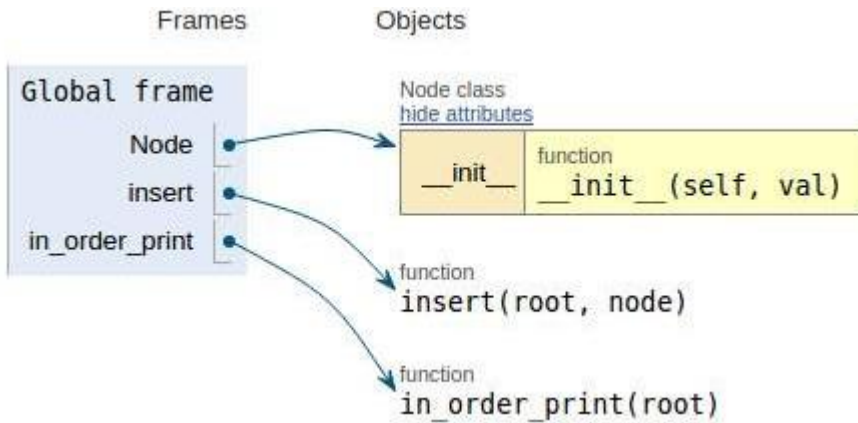 Frames Objects
Global frame
Node
insert
in_order_print
Node class
hide attributes
__init__
function
__init__(self, val)
function
insert(root, node)
function
in_order_print(root)